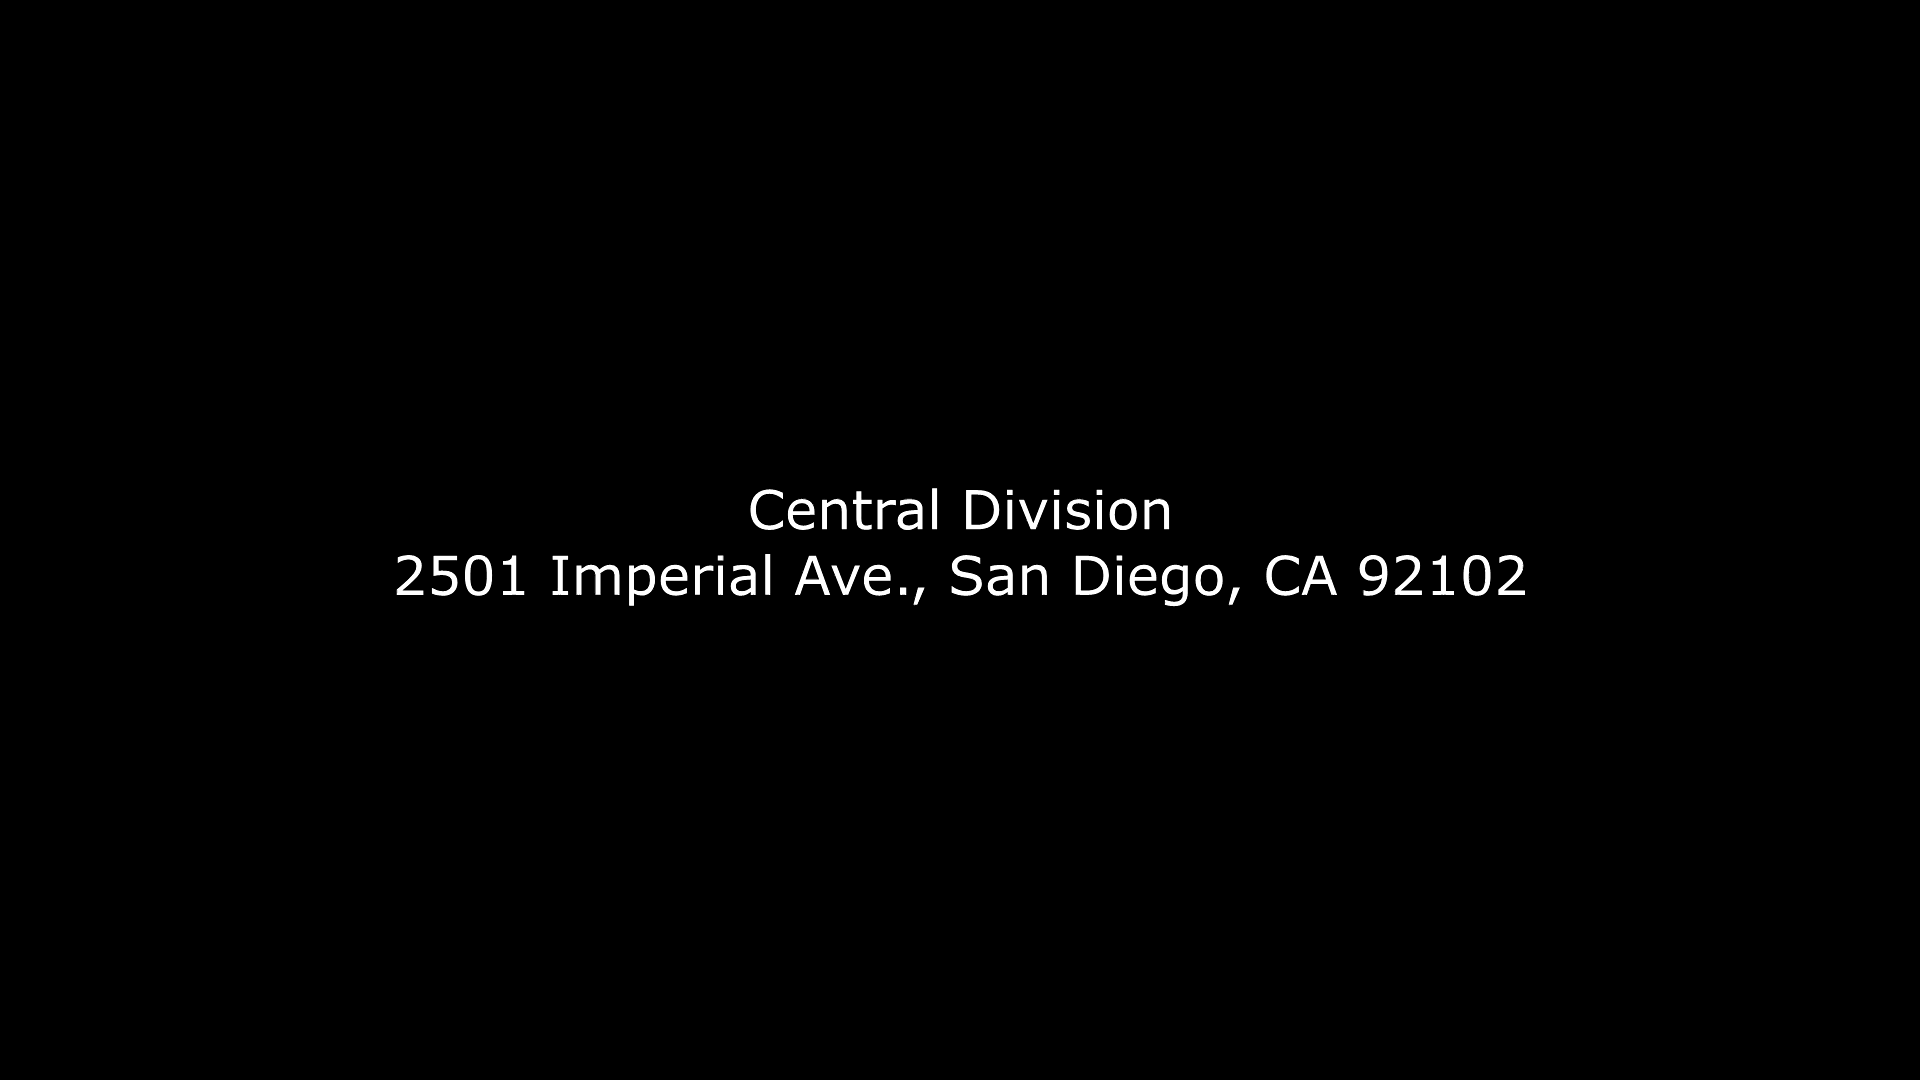 Central Division
2501 Imperial Ave., San Diego, CA 92102